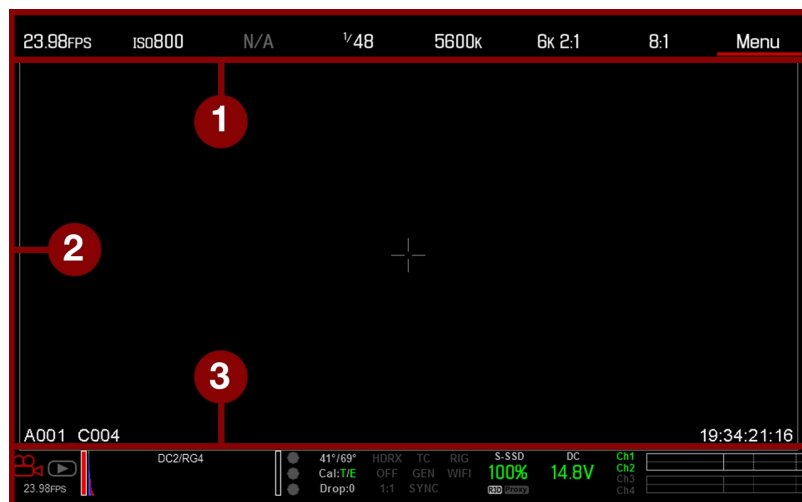 23.98FPS ISO800 N/A 1/48 5600K 6K 2:1 8:1 Menu
1
2
3
A001 C004 19:34:21:16
DC2/RG4 41°/69° HDRX TC RIG S-SSD DC Ch1
Cal:T/E OFF GEN WIFI 100% 14.8V Ch2
23.98FPS Drop:0 1:1 SYNC R3D Proxy Ch3
Ch4